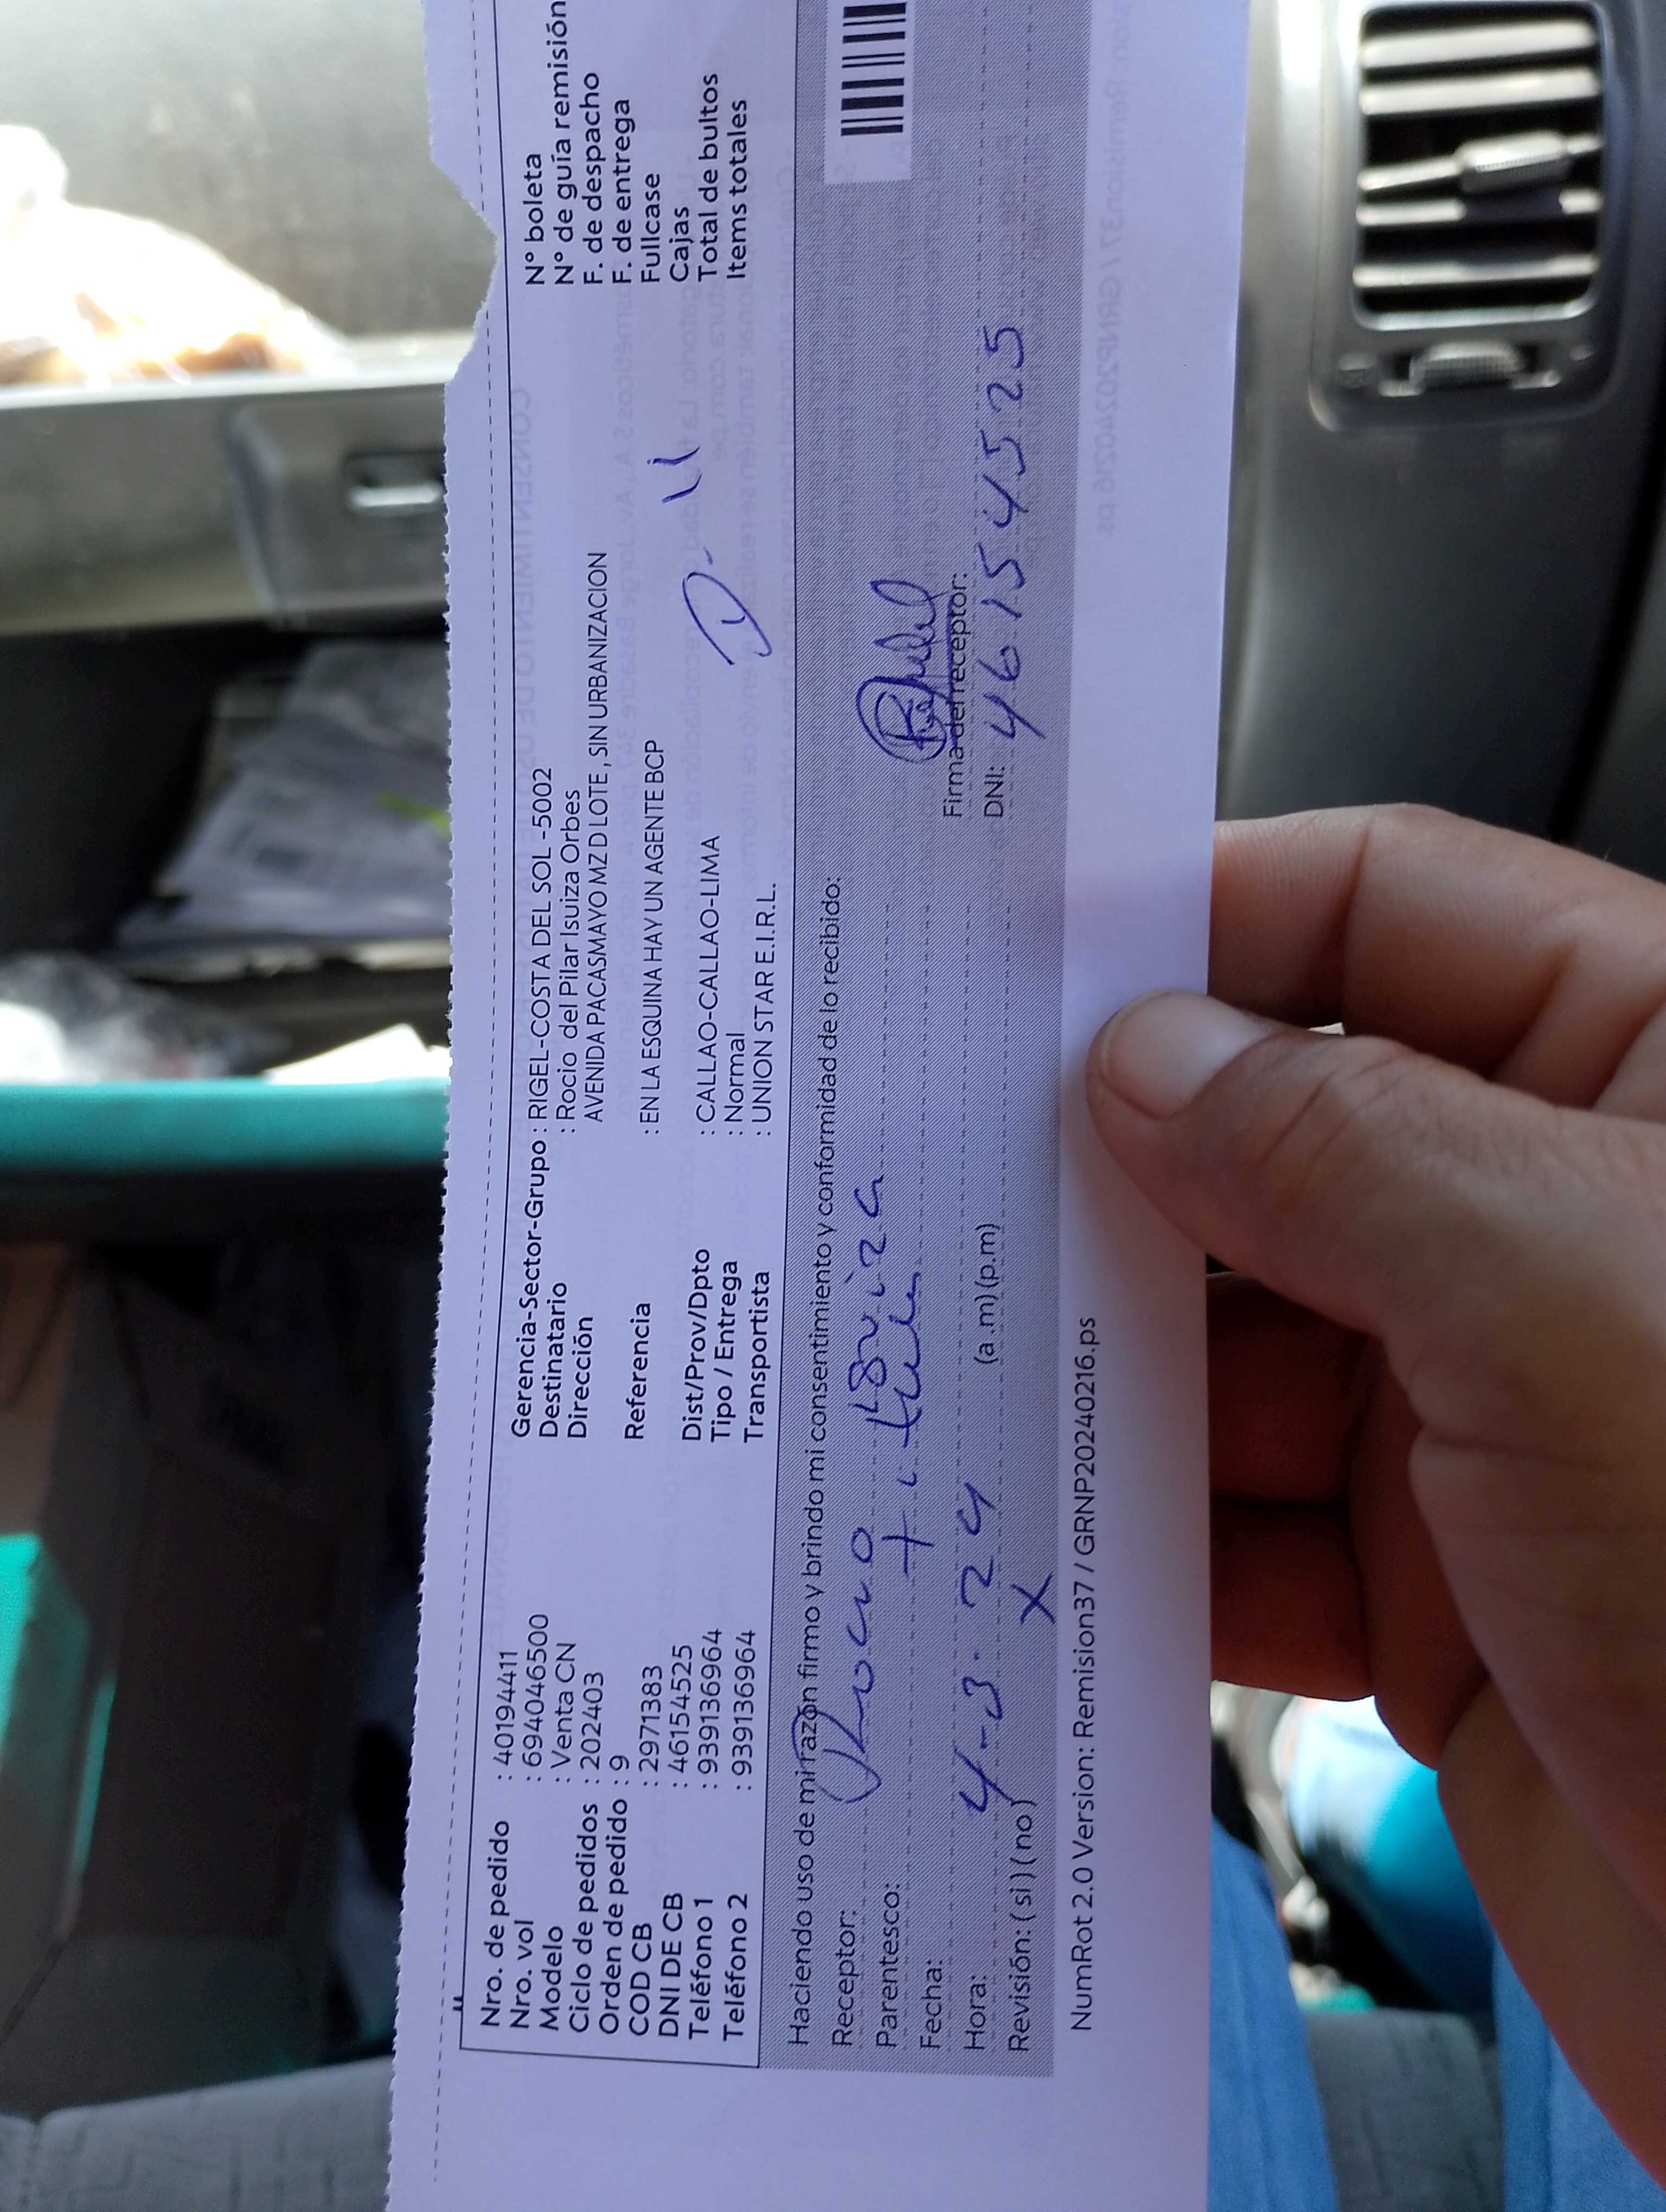 Nro. de pedido : 40194411
Nro. vol : 694046500
Modelo : Venta CN
Ciclo de pedidos : 202403
Orden de pedido : 9
COD CB : 2971383
DNI DE CB : 46154525
Teléfono 1 : 939136964
Teléfono 2 : 939136964
Gerencia-Sector-Grupo : RIGEL-COSTA DEL SOL -5002
Destinatario : Rocio del Pilar Isuiza Orbes
Dirección AVENIDA PACASMAYO MZ D LOTE , SIN URBANIZACION
Referencia : EN LA ESQUINA HAY UN AGENTE BCP
Dist/Prov/Dpto : CALLAO-CALLAO-LIMA
Tipo / Entrega : Normal
Transportista : UNION STAR E.I.R.L.
N° boleta
N° de guía remisión
F. de despacho
F. de entrega
Fullcase
Cajas
Total de bultos
Items totales
Haciendo uso de mi razón firmo y brindo mi consentimiento y conformidad de lo recibido:
Receptor: Rocio
Parentesco:
Fecha:
Hora: 4-3-24 (a.m)(p.m)
Revisión: ( si ) ( no ) X
Firma del receptor:
DNI: 46154525
NumRot 2.0 Version: Remision37 / GRNP20240216.ps